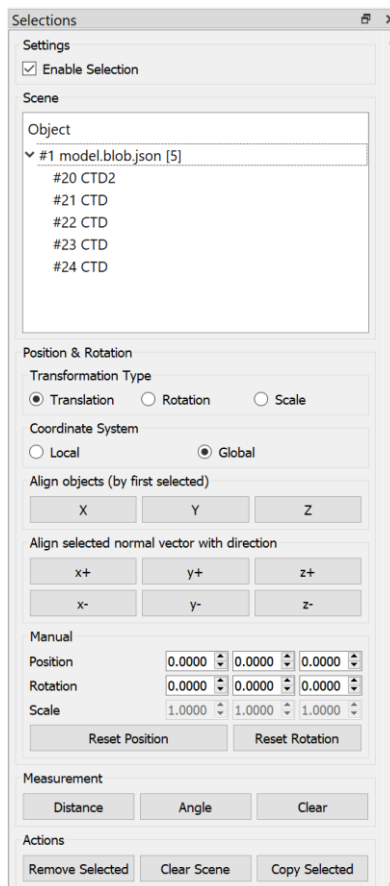 Selections
Settings
Enable Selection
Scene
Object
#1 model.blob.json [5]
#20 CTD2
#21 CTD
#22 CTD
#23 CTD
#24 CTD
Position & Rotation
Transformation Type
Translation Rotation Scale
Coordinate System
Local Global
Align objects (by first selected)
X Y Z
Align selected normal vector with direction
x+ y+ z+
x- y- z-
Manual
Position 0.0000 0.0000 0.0000
Rotation 0.0000 0.0000 0.0000
Scale 1.0000 1.0000 1.0000
Reset Position Reset Rotation
Measurement
Distance Angle Clear
Actions
Remove Selected Clear Scene Copy Selected